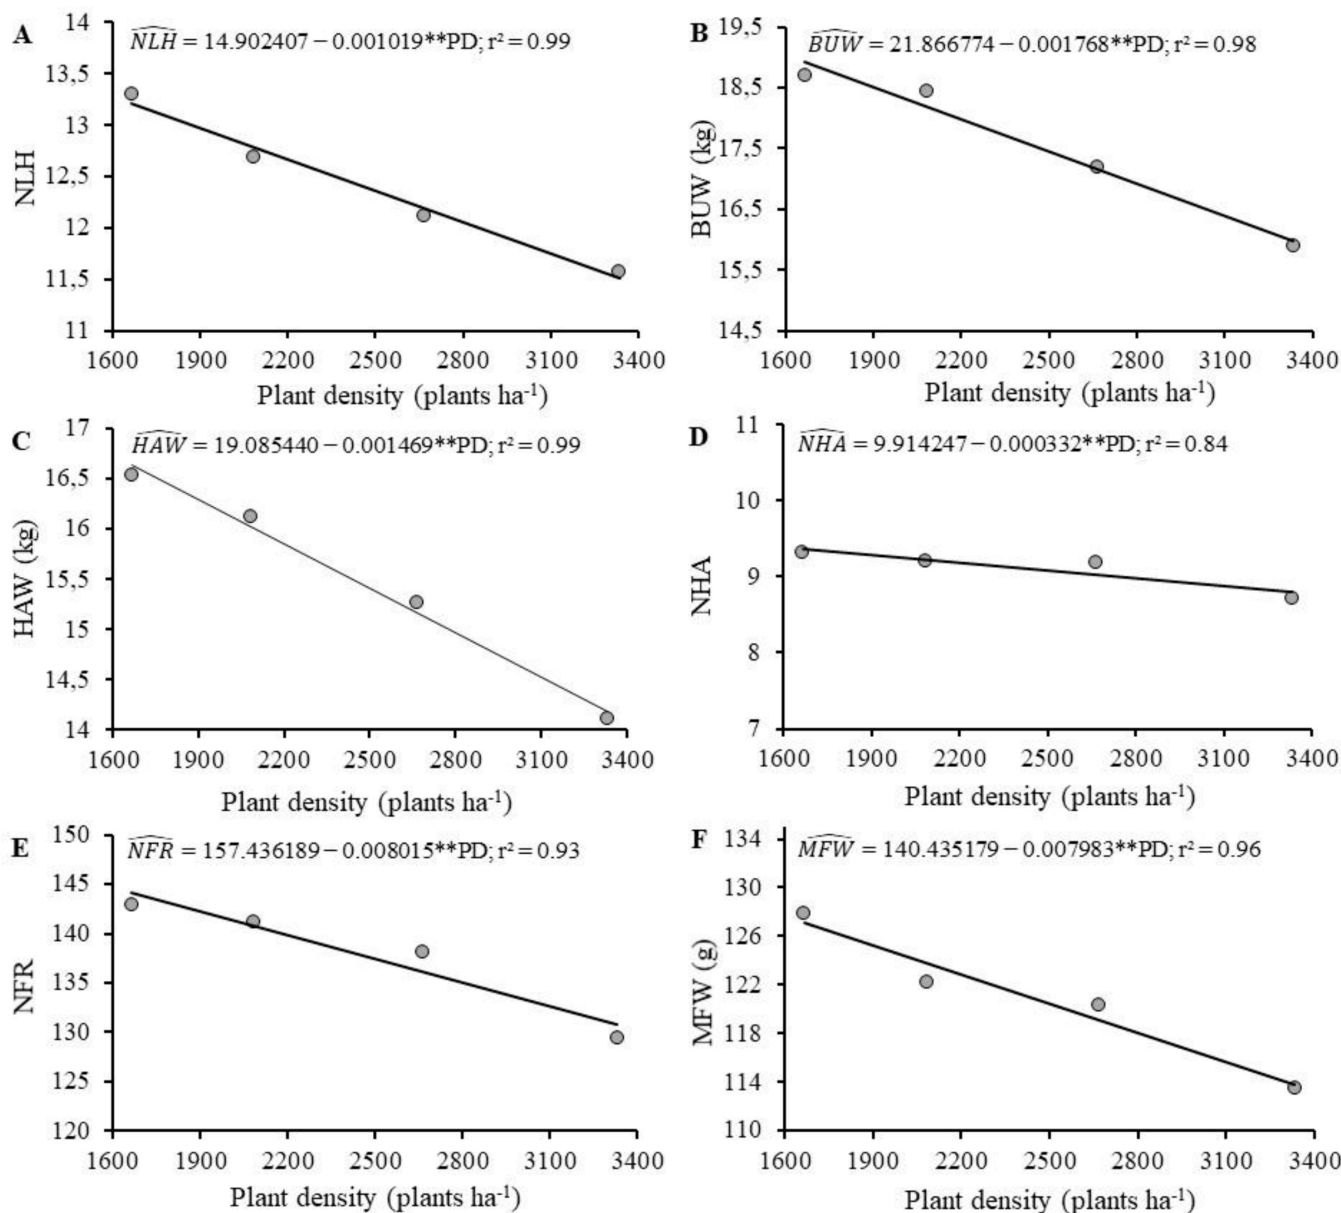 A
NLH = 14.902407 − 0.001019**PD; r² = 0.99
14
13,5
13
12,5
12
11,5
11
NLH
1600 1900 2200 2500 2800 3100 3400
Plant density (plants ha⁻¹)
B
BUW = 21.866774 − 0.001768**PD; r² = 0.98
19,5
18,5
17,5
16,5
15,5
14,5
BUW (kg)
1600 1900 2200 2500 2800 3100 3400
Plant density (plants ha⁻¹)
C
HAW = 19.085440 − 0.001469**PD; r² = 0.99
17
16,5
16
15,5
15
14,5
14
HAW (kg)
1600 1900 2200 2500 2800 3100 3400
Plant density (plants ha⁻¹)
D
NHA = 9.914247 − 0.000332**PD; r² = 0.84
11
10
9
8
7
NHA
1600 1900 2200 2500 2800 3100 3400
Plant density (plants ha⁻¹)
E
NFR = 157.436189 − 0.008015**PD; r² = 0.93
150
145
140
135
130
125
120
NFR
1600 1900 2200 2500 2800 3100 3400
Plant density (plants ha⁻¹)
F
MFW = 140.435179 − 0.007983**PD; r² = 0.96
134
130
126
122
118
114
110
MFW (g)
1600 1900 2200 2500 2800 3100 3400
Plant density (plants ha⁻¹)